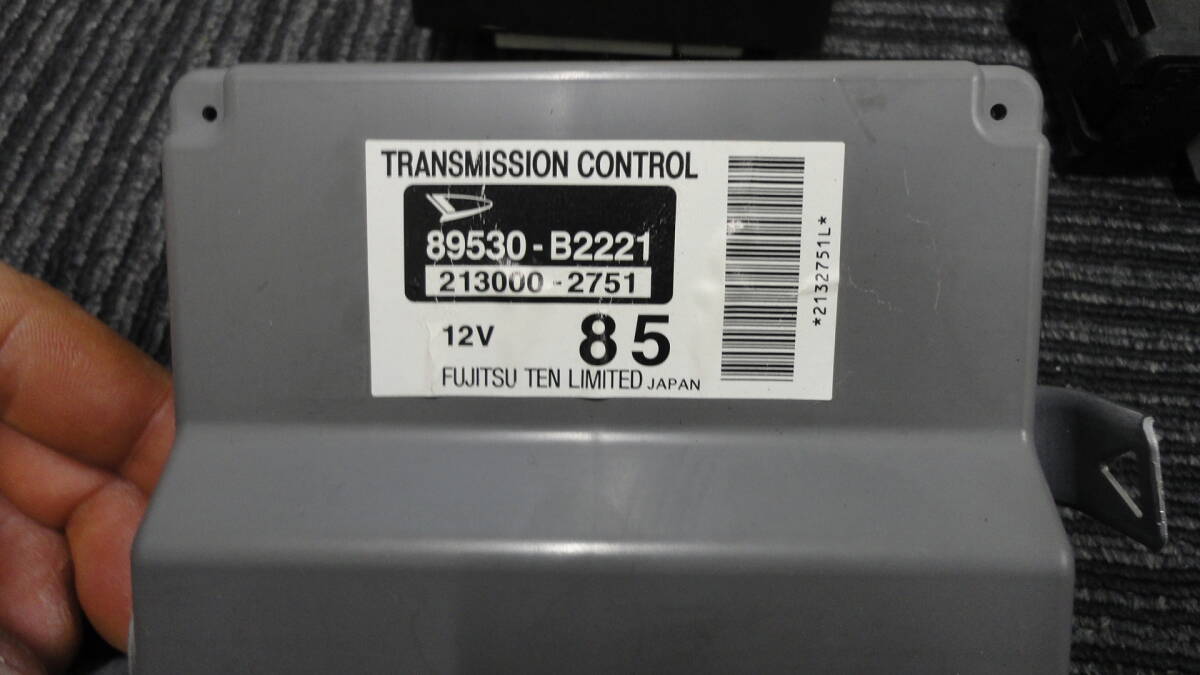 TRANSMISSION CONTROL
89530-B2221
213000-2751
12V 85
FUJITSU TEN LIMITED JAPAN
*2132751L*